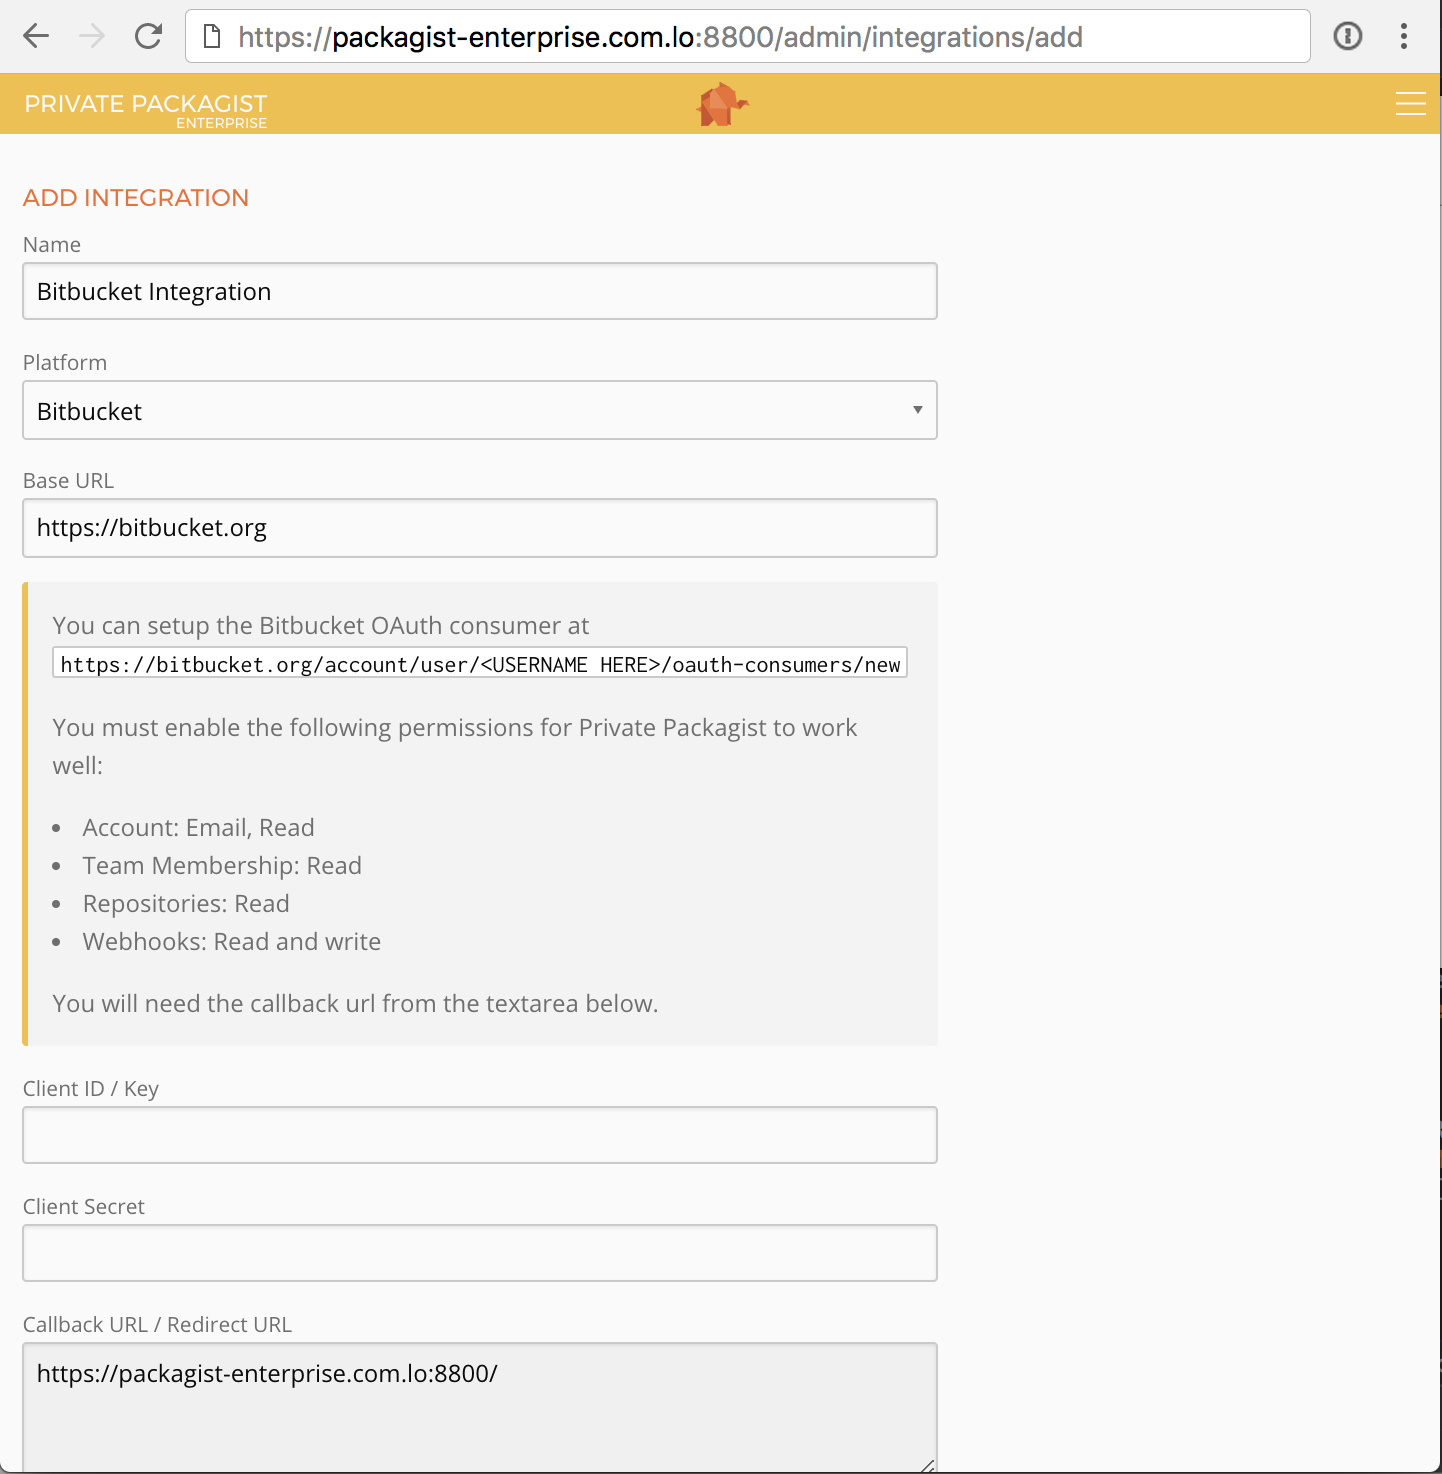 https://packagist-enterprise.com.lo:8800/admin/integrations/add
PRIVATE PACKAGIST
ENTERPRISE
ADD INTEGRATION
Name
Bitbucket Integration
Platform
Bitbucket
Base URL
https://bitbucket.org
You can setup the Bitbucket OAuth consumer at
https://bitbucket.org/account/user/<USERNAME HERE>/oauth-consumers/new
You must enable the following permissions for Private Packagist to work
well:
• Account: Email, Read
• Team Membership: Read
• Repositories: Read
• Webhooks: Read and write
You will need the callback url from the textarea below.
Client ID / Key
Client Secret
Callback URL / Redirect URL
https://packagist-enterprise.com.lo:8800/